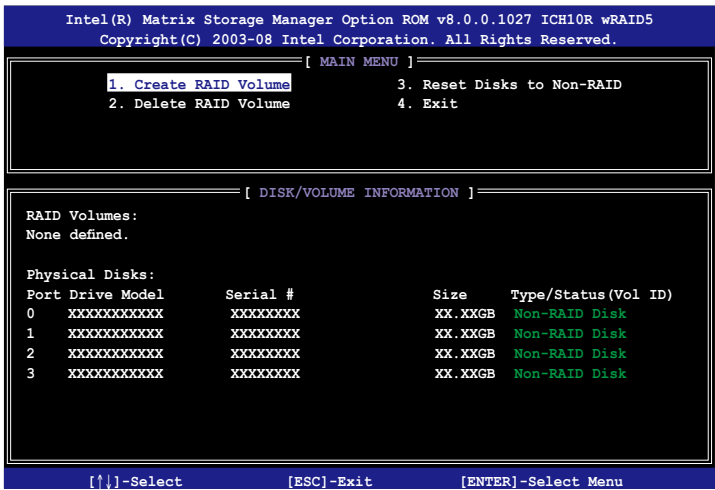 Intel(R) Matrix Storage Manager Option ROM v8.0.0.1027 ICH10R wRAID5
Copyright(C) 2003-08 Intel Corporation. All Rights Reserved.
[ MAIN MENU ]
1. Create RAID Volume 3. Reset Disks to Non-RAID
2. Delete RAID Volume 4. Exit
[ DISK/VOLUME INFORMATION ]
RAID Volumes:
None defined.
Physical Disks:
Port Drive Model Serial # Size Type/Status(Vol ID)
0 XXXXXXXXXXX XXXXXXXX XX.XXGB Non-RAID Disk
1 XXXXXXXXXXX XXXXXXXX XX.XXGB Non-RAID Disk
2 XXXXXXXXXXX XXXXXXXX XX.XXGB Non-RAID Disk
3 XXXXXXXXXXX XXXXXXXX XX.XXGB Non-RAID Disk
[↑↓]-Select [ESC]-Exit [ENTER]-Select Menu